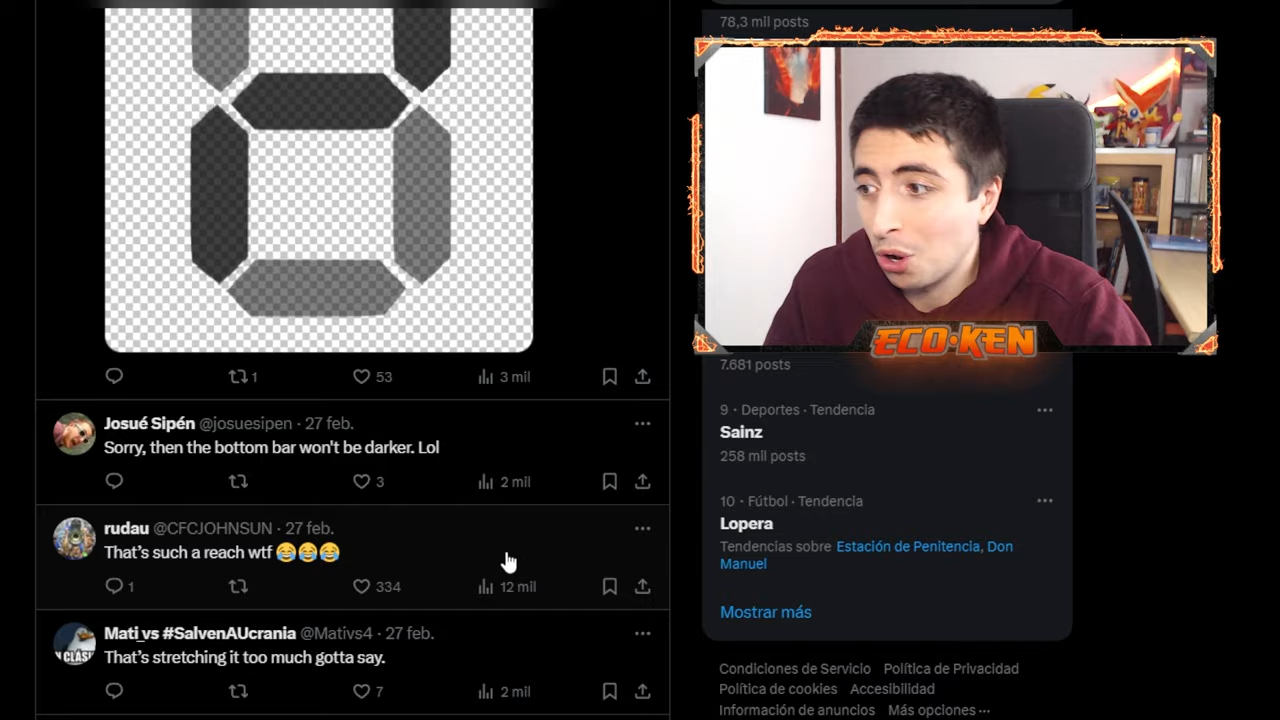 78,3 mil posts
ECO·KEN
1
53
3 mil
7.681 posts
Josué Sipén @josuesipen · 27 feb.
Sorry, then the bottom bar won't be darker. Lol
3
2 mil
9 · Deportes · Tendencia
Sainz
258 mil posts
rudau @CFCJOHNSUN · 27 feb.
That's such a reach wtf 😂😂😂
1
334
12 mil
10 · Fútbol · Tendencia
Lopera
Tendencias sobre Estación de Penitencia, Don
Manuel
Mostrar más
Mati_vs #SalvenAUcrania @Mativs4 · 27 feb.
That's stretching it too much gotta say.
7
2 mil
Condiciones de Servicio Política de Privacidad
Política de cookies Accesibilidad
Información de anuncios Más opciones ···